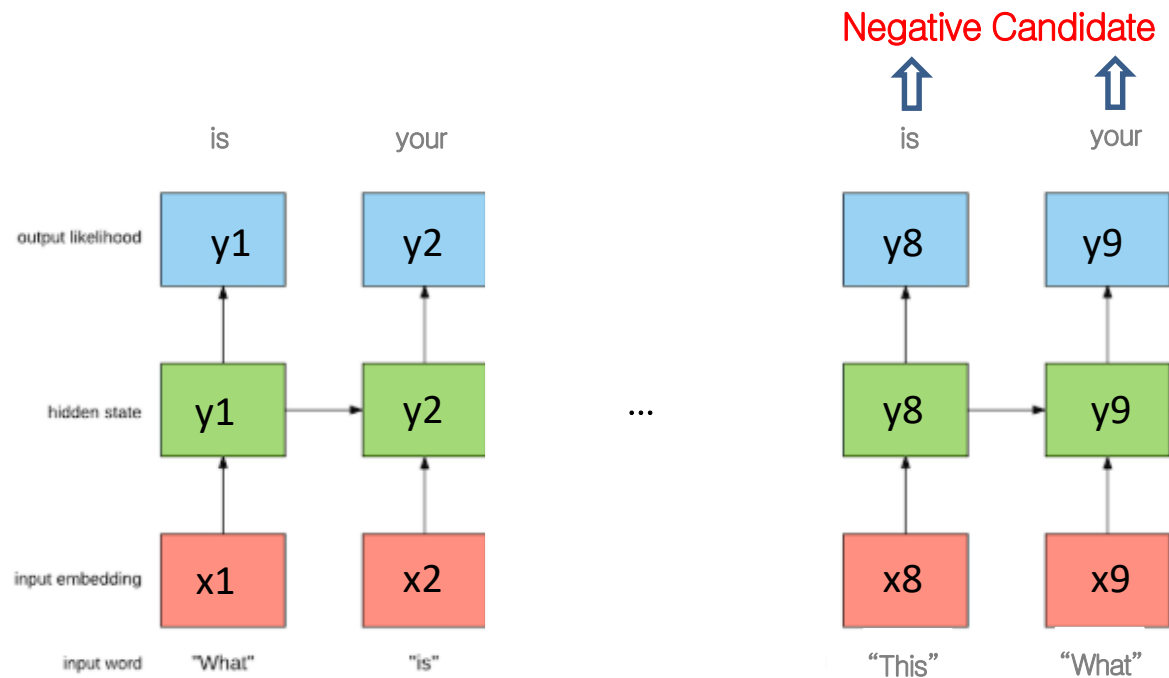 Negative Candidate
is your is your
output likelihood y1 y2 y8 y9
hidden state y1 y2 ... y8 y9
input embedding x1 x2 x8 x9
input word "What" "is" “This” “What”